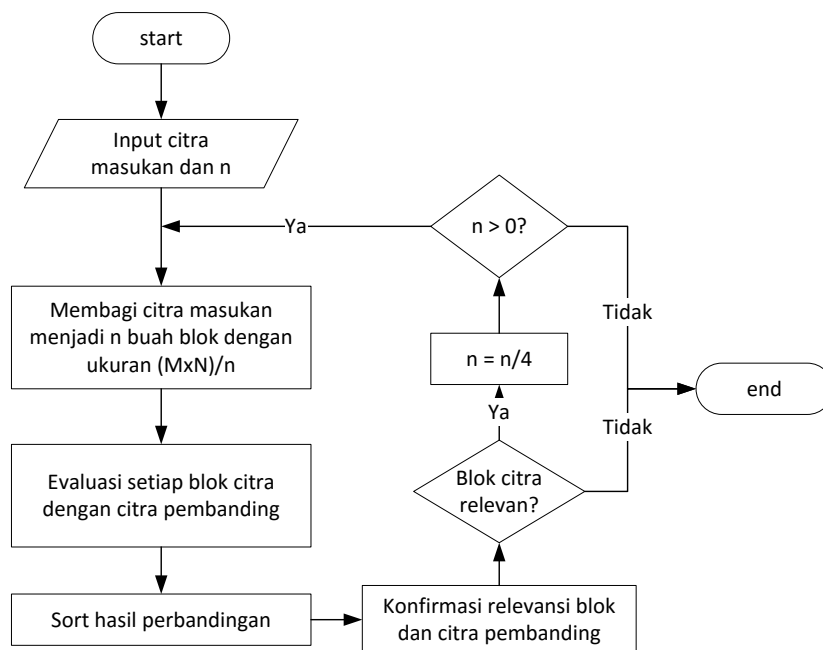 start
Input citra
masukan dan n
Membagi citra masukan
menjadi n buah blok dengan
ukuran (MxN)/n
Evaluasi setiap blok citra
dengan citra pembanding
Sort hasil perbandingan
Konfirmasi relevansi blok
dan citra pembanding
Blok citra
relevan?
Ya
n = n/4
n > 0?
Ya
Tidak
Tidak
end